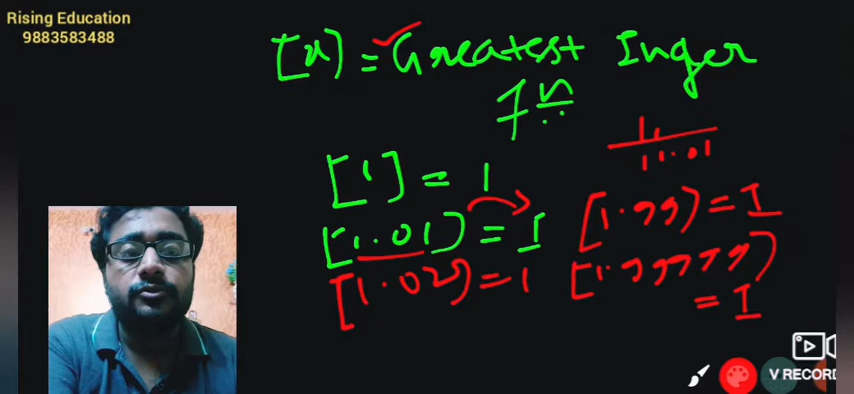 Rising Education
9883583488
[x] = Greatest Inger
fn
[1] = 1
1 1.01
[1.01] = 1
[1.99] = 1
[1.02] = 1
[1.99999]
= 1
V RECORD